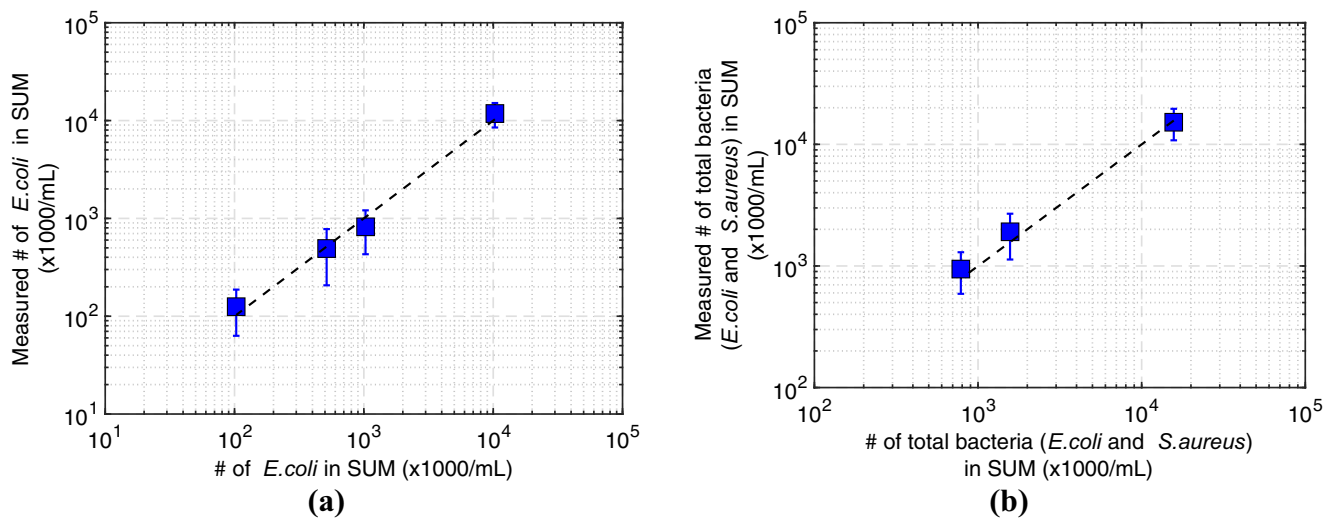 Measured # of E.coli in SUM
(x1000/mL)
10^5
10^4
10^3
10^2
10^1
10^1 10^2 10^3 10^4 10^5
# of E.coli in SUM (x1000/mL)
(a)
Measured # of total bacteria
(E.coli and S.aureus) in SUM
(x1000/mL)
10^5
10^4
10^3
10^2
10^2 10^3 10^4 10^5
# of total bacteria (E.coli and S.aureus)
in SUM (x1000/mL)
(b)